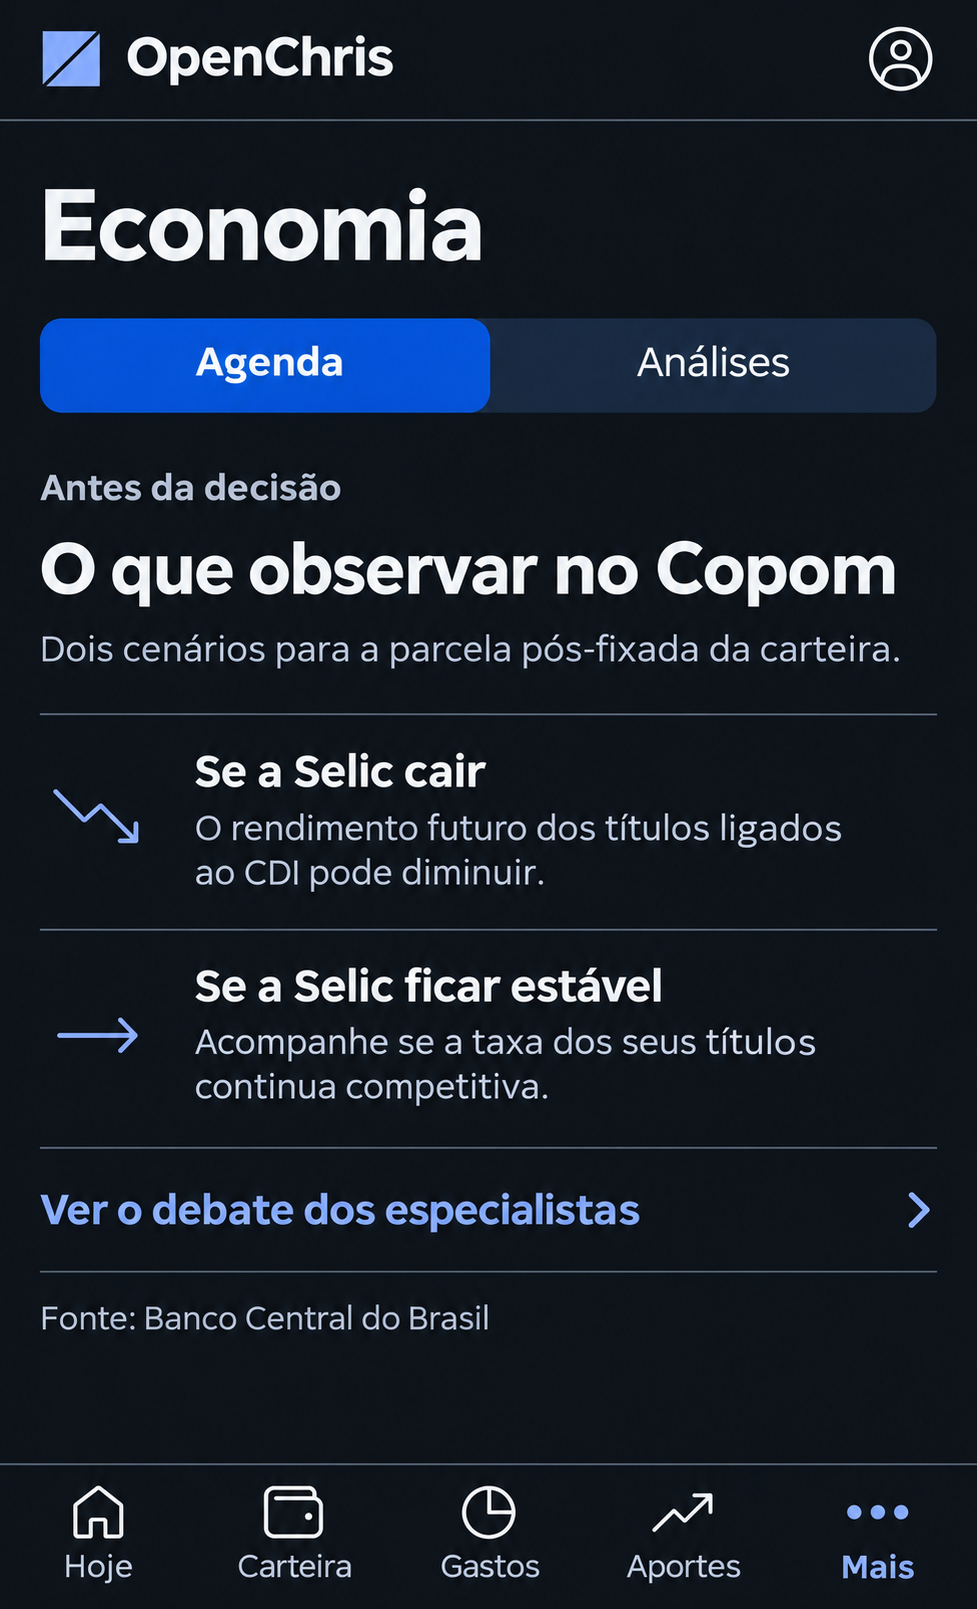 OpenChris
Economia
Agenda
Análises
Antes da decisão
O que observar no Copom
Dois cenários para a parcela pós-fixada da carteira.
Se a Selic cair
O rendimento futuro dos títulos ligados
ao CDI pode diminuir.
Se a Selic ficar estável
Acompanhe se a taxa dos seus títulos
continua competitiva.
Ver o debate dos especialistas
Fonte: Banco Central do Brasil
Hoje
Carteira
Gastos
Aportes
Mais